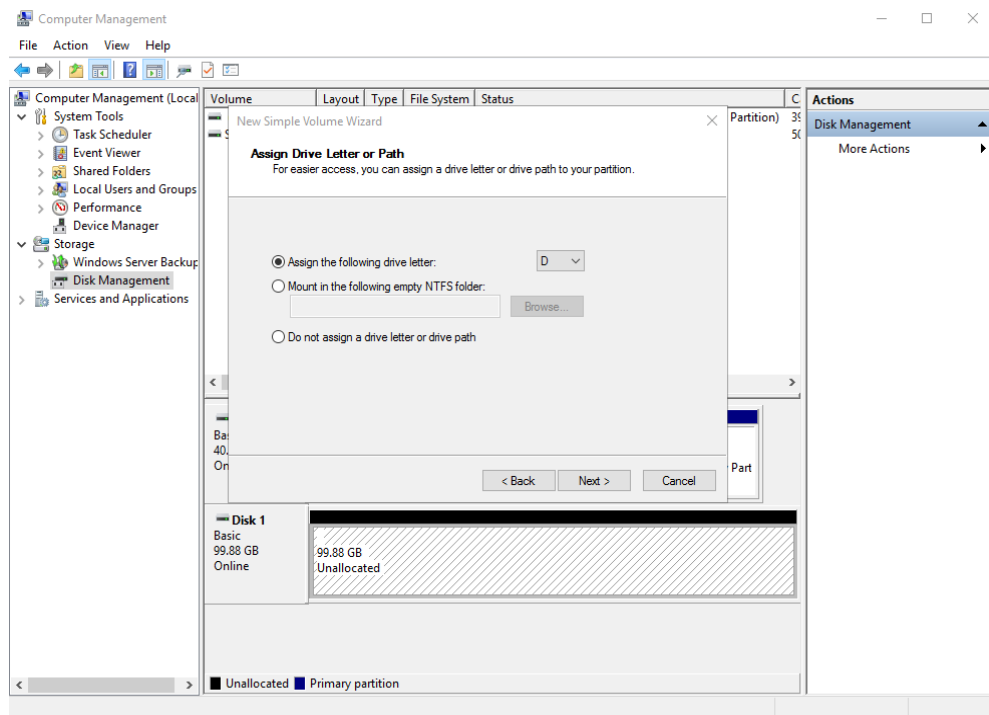 Computer Management
File Action View Help
Computer Management (Local
System Tools
Task Scheduler
Event Viewer
Shared Folders
Local Users and Groups
Performance
Device Manager
Storage
Windows Server Backup
Disk Management
Services and Applications
Volume Layout Type File System Status C
Partition) 39
S 50
New Simple Volume Wizard
Assign Drive Letter or Path
For easier access, you can assign a drive letter or drive path to your partition.
Assign the following drive letter: D
Mount in the following empty NTFS folder:
Browse...
Do not assign a drive letter or drive path
< Back Next > Cancel
Ba
40.
On
Part
Disk 1
Basic
99.88 GB
Online
99.88 GB
Unallocated
Unallocated Primary partition
Actions
Disk Management
More Actions